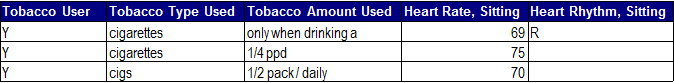 Tobacco User Tobacco Type Used Tobacco Amount Used Heart Rate, Sitting Heart Rhythm, Sitting
Y cigarettes only when drinking a 69 R
Y cigarettes 1/4 ppd 75
Y cigs 1/2 pack / daily 70